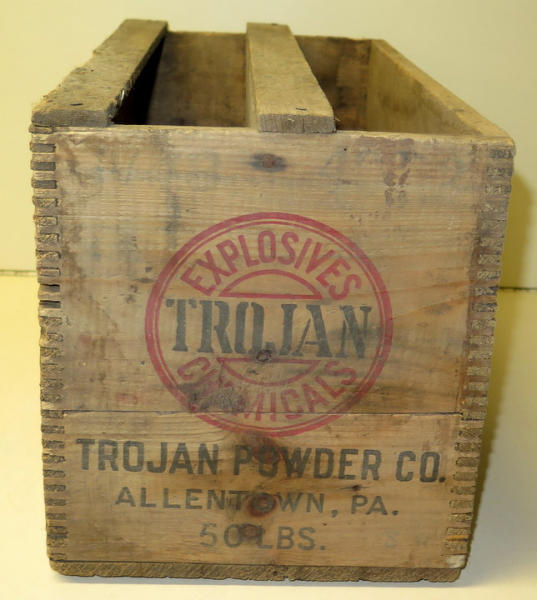 EXPLOSIVES
TROJAN
CHEMICALS
TROJAN POWDER CO
ALLENTOWN, PA.
50 LBS.